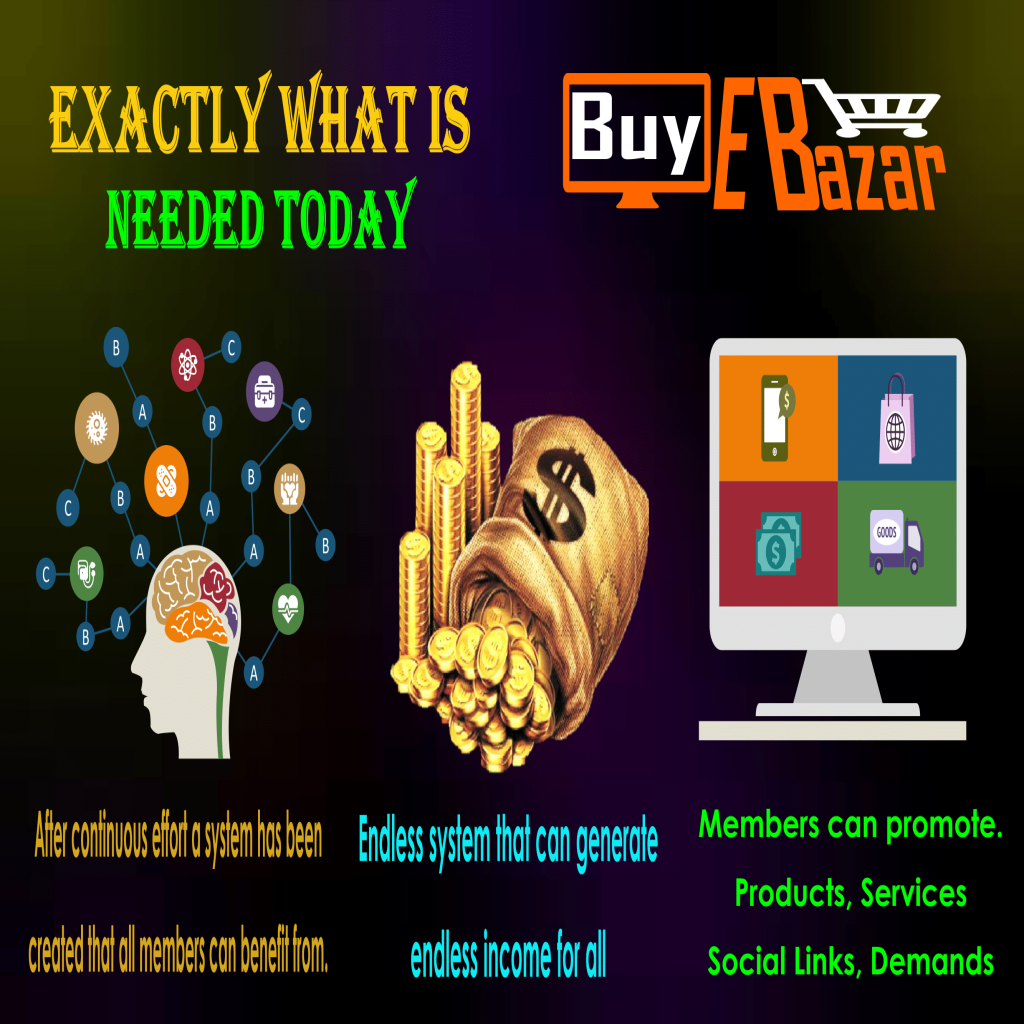 EXACTLY WHAT IS
NEEDED TODAY
Buy E Bazar
B
C
A
B
C
C
B
B
A
C
A
B
A
C
B
A
A
$
$
GOODS
$
After continuous effort a system has been
created that all members can benefit from.
Endless system that can generate
endless income for all
Members can promote.
Products, Services
Social Links, Demands